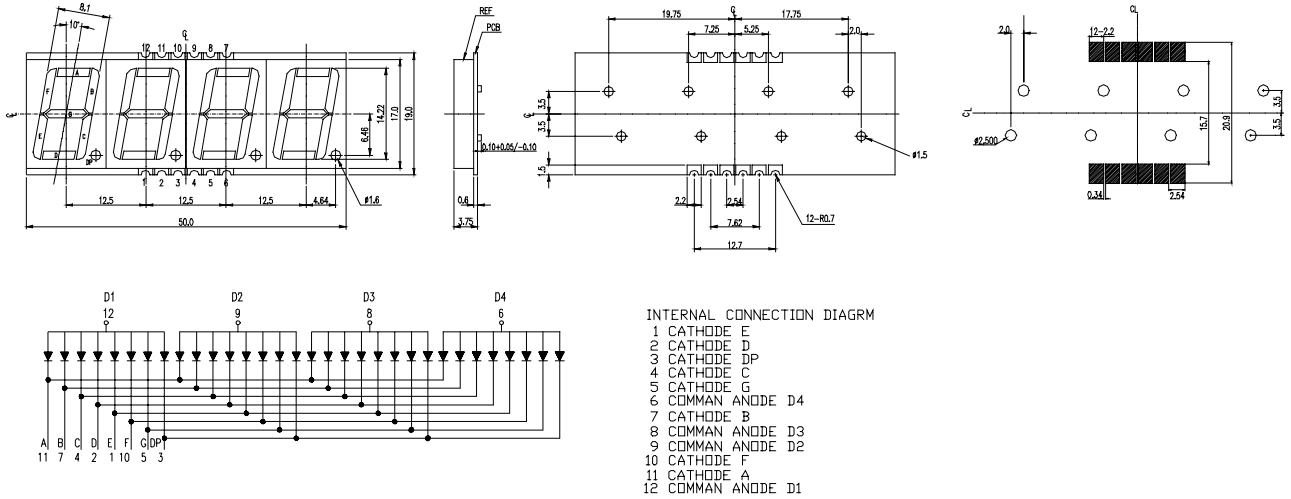 8.1
10°
12 11 10 9 8 7
A
F B
G
E C
D
DP
1 2 3 4 5 6
12.5 12.5 12.5 4.64
50.0
6.46
14.22
17.0
19.0
ø1.6
REF
PCB
0.10+0.05/-0.10
0.6
3.75
19.75 17.75
7.25 5.25 2.0
3.5
3.5
1.5
ø1.5
2.2 2.54
7.62
12.7
12-R0.7
CL
2.0 12-2.2
CL
ø2.500
3.5
3.5
15.7
20.9
0.34 2.54
D1 D2 D3 D4
12 9 8 6
A B C D E F G DP
11 7 4 2 1 10 5 3
INTERNAL CONNECTION DIAGRM
1 CATHODE E
2 CATHODE D
3 CATHODE DP
4 CATHODE C
5 CATHODE G
6 COMMAN ANODE D4
7 CATHODE B
8 COMMAN ANODE D3
9 COMMAN ANODE D2
10 CATHODE F
11 CATHODE A
12 COMMAN ANODE D1